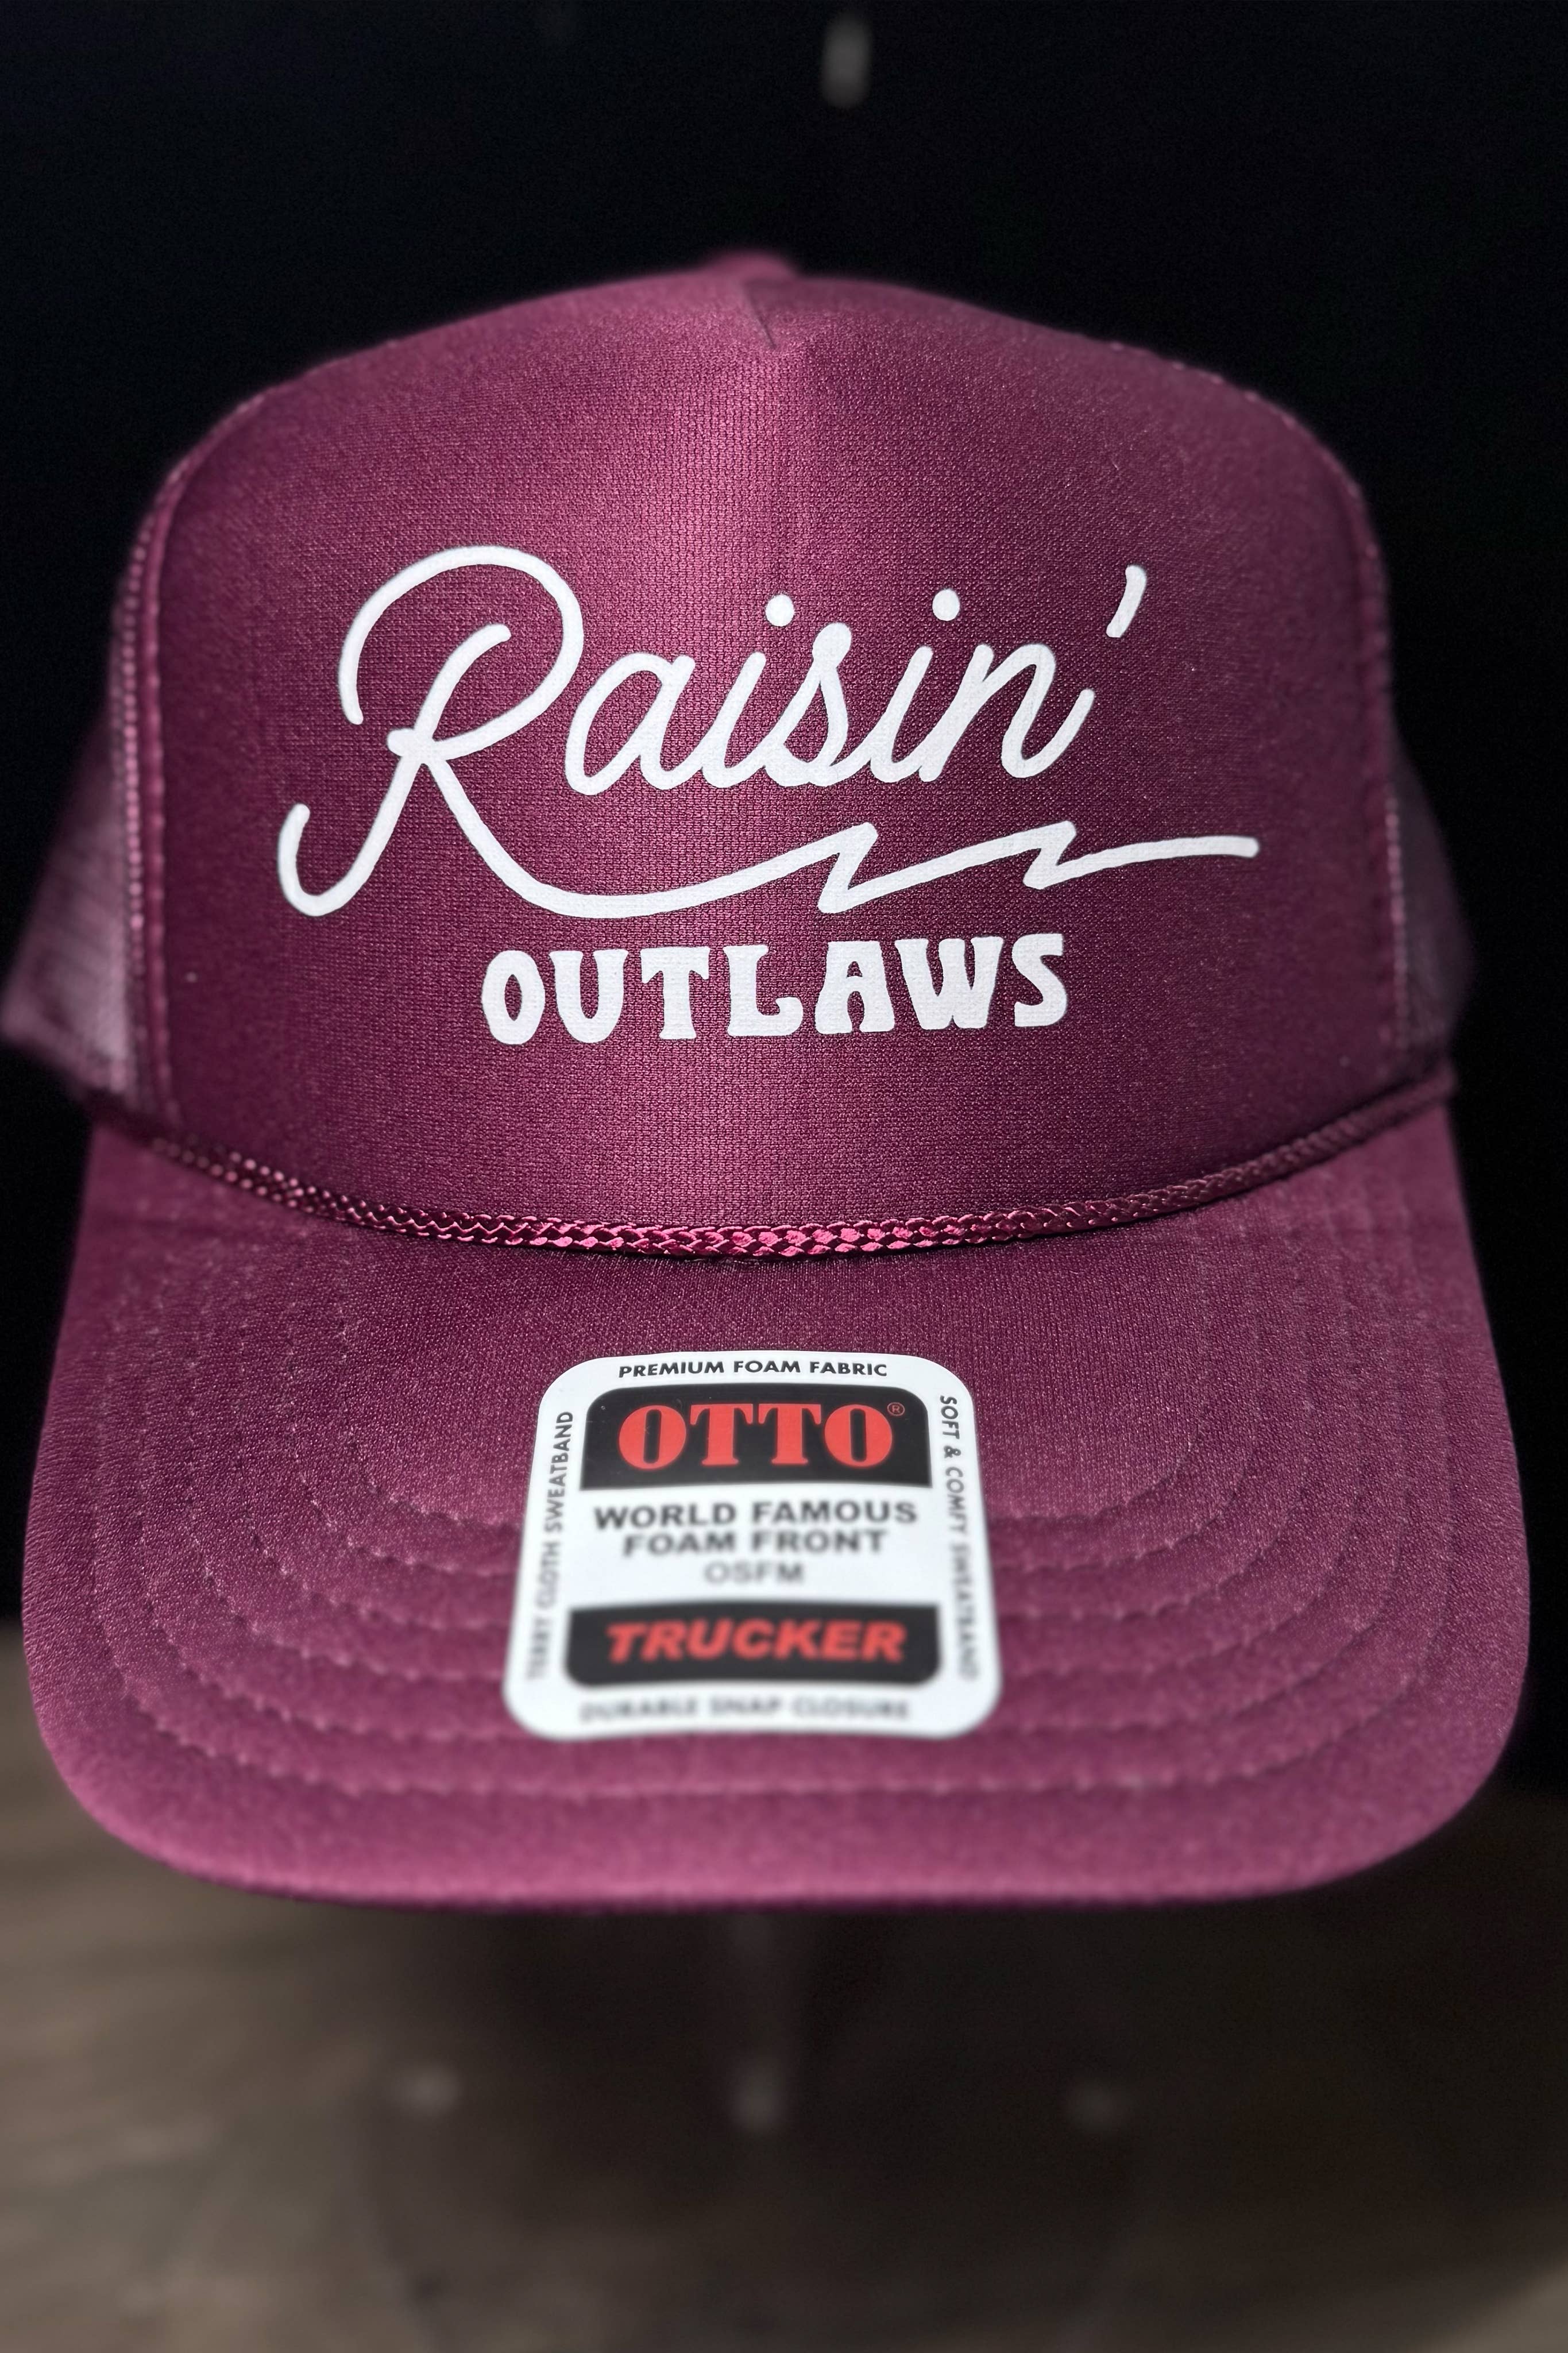 Raisin'
OUTLAWS
PREMIUM FOAM FABRIC
OTTO®
WORLD FAMOUS
FOAM FRONT
OSFM
TRUCKER
DURABLE SNAP CLOSURE
TERRY CLOTH SWEATBAND
SOFT & COMFY SWEATBAND